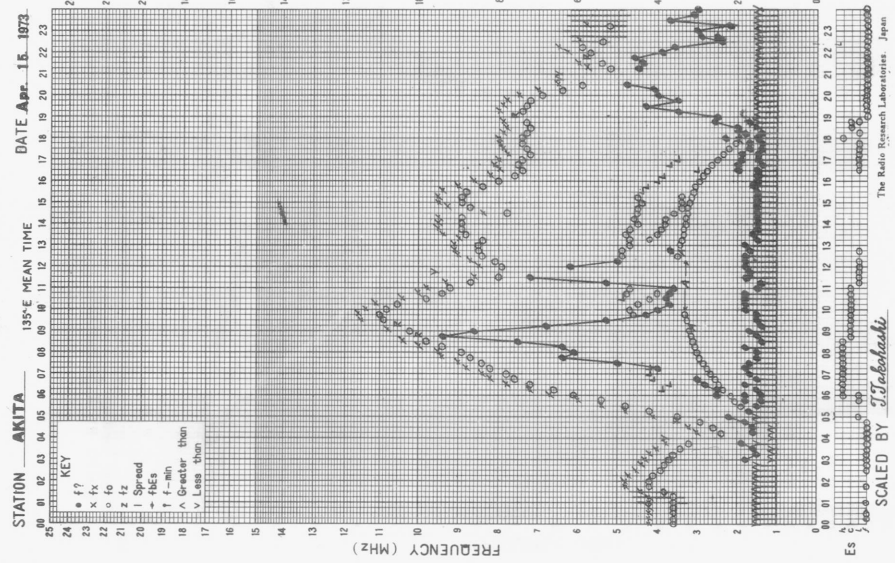 STATION AKITA 135°E MEAN TIME DATE Apr. 15 1973
KEY
f?
x fx
o fo
z fz
| Spread
fbEs
f-min
^ Greater than
v Less than
25
24
23
22
21
20
19
18
17
16
15
14
13
11
9
7
6
5
4
3
2
1
0
FREQUENCY (MHz)
00 01 02 03 04 05 06 07 08 09 10 11 12 13 14 15 16 17 18 19 20 21 22 23
Es
h
c
l
f
SCALED BY T. Takahashi The Radio Research Laboratories. Japan